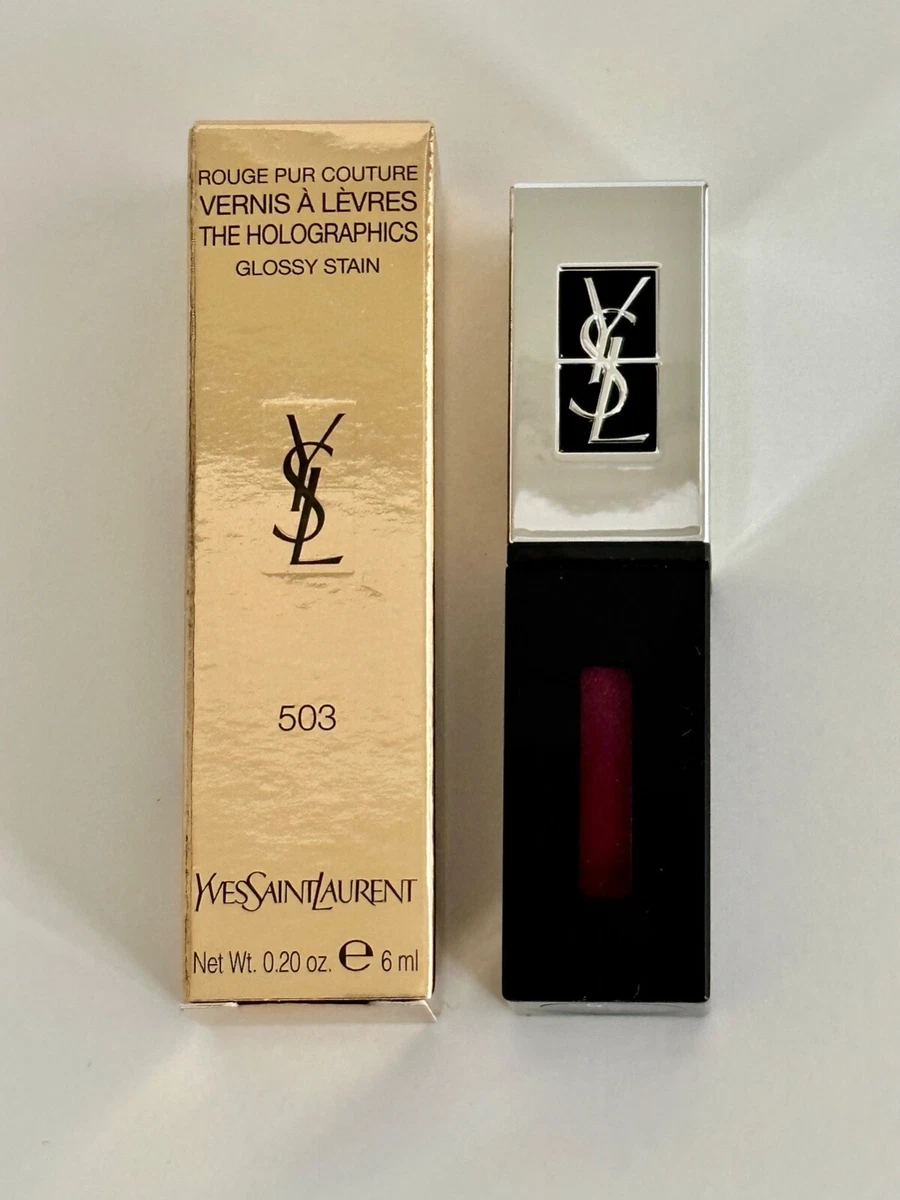 ROUGE PUR COUTURE
VERNIS À LÈVRES
THE HOLOGRAPHICS
GLOSSY STAIN
YSL
503
YVESSAINTLAURENT
Net Wt. 0.20 oz. e 6 ml
YSL